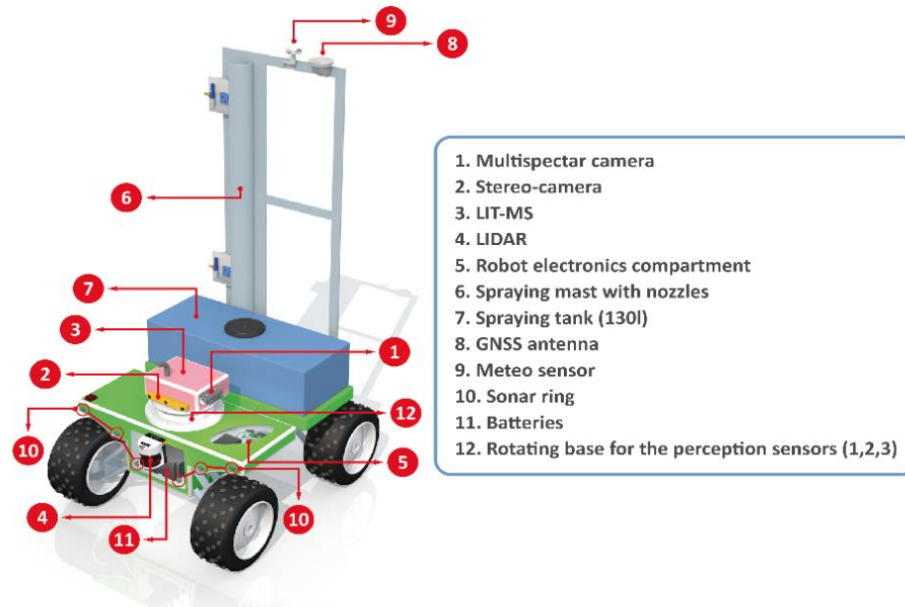 9
8
6
7
3
1
2
12
10
5
4
10
11
1. Multispectar camera
2. Stereo-camera
3. LIT-MS
4. LIDAR
5. Robot electronics compartment
6. Spraying mast with nozzles
7. Spraying tank (130l)
8. GNSS antenna
9. Meteo sensor
10. Sonar ring
11. Batteries
12. Rotating base for the perception sensors (1,2,3)